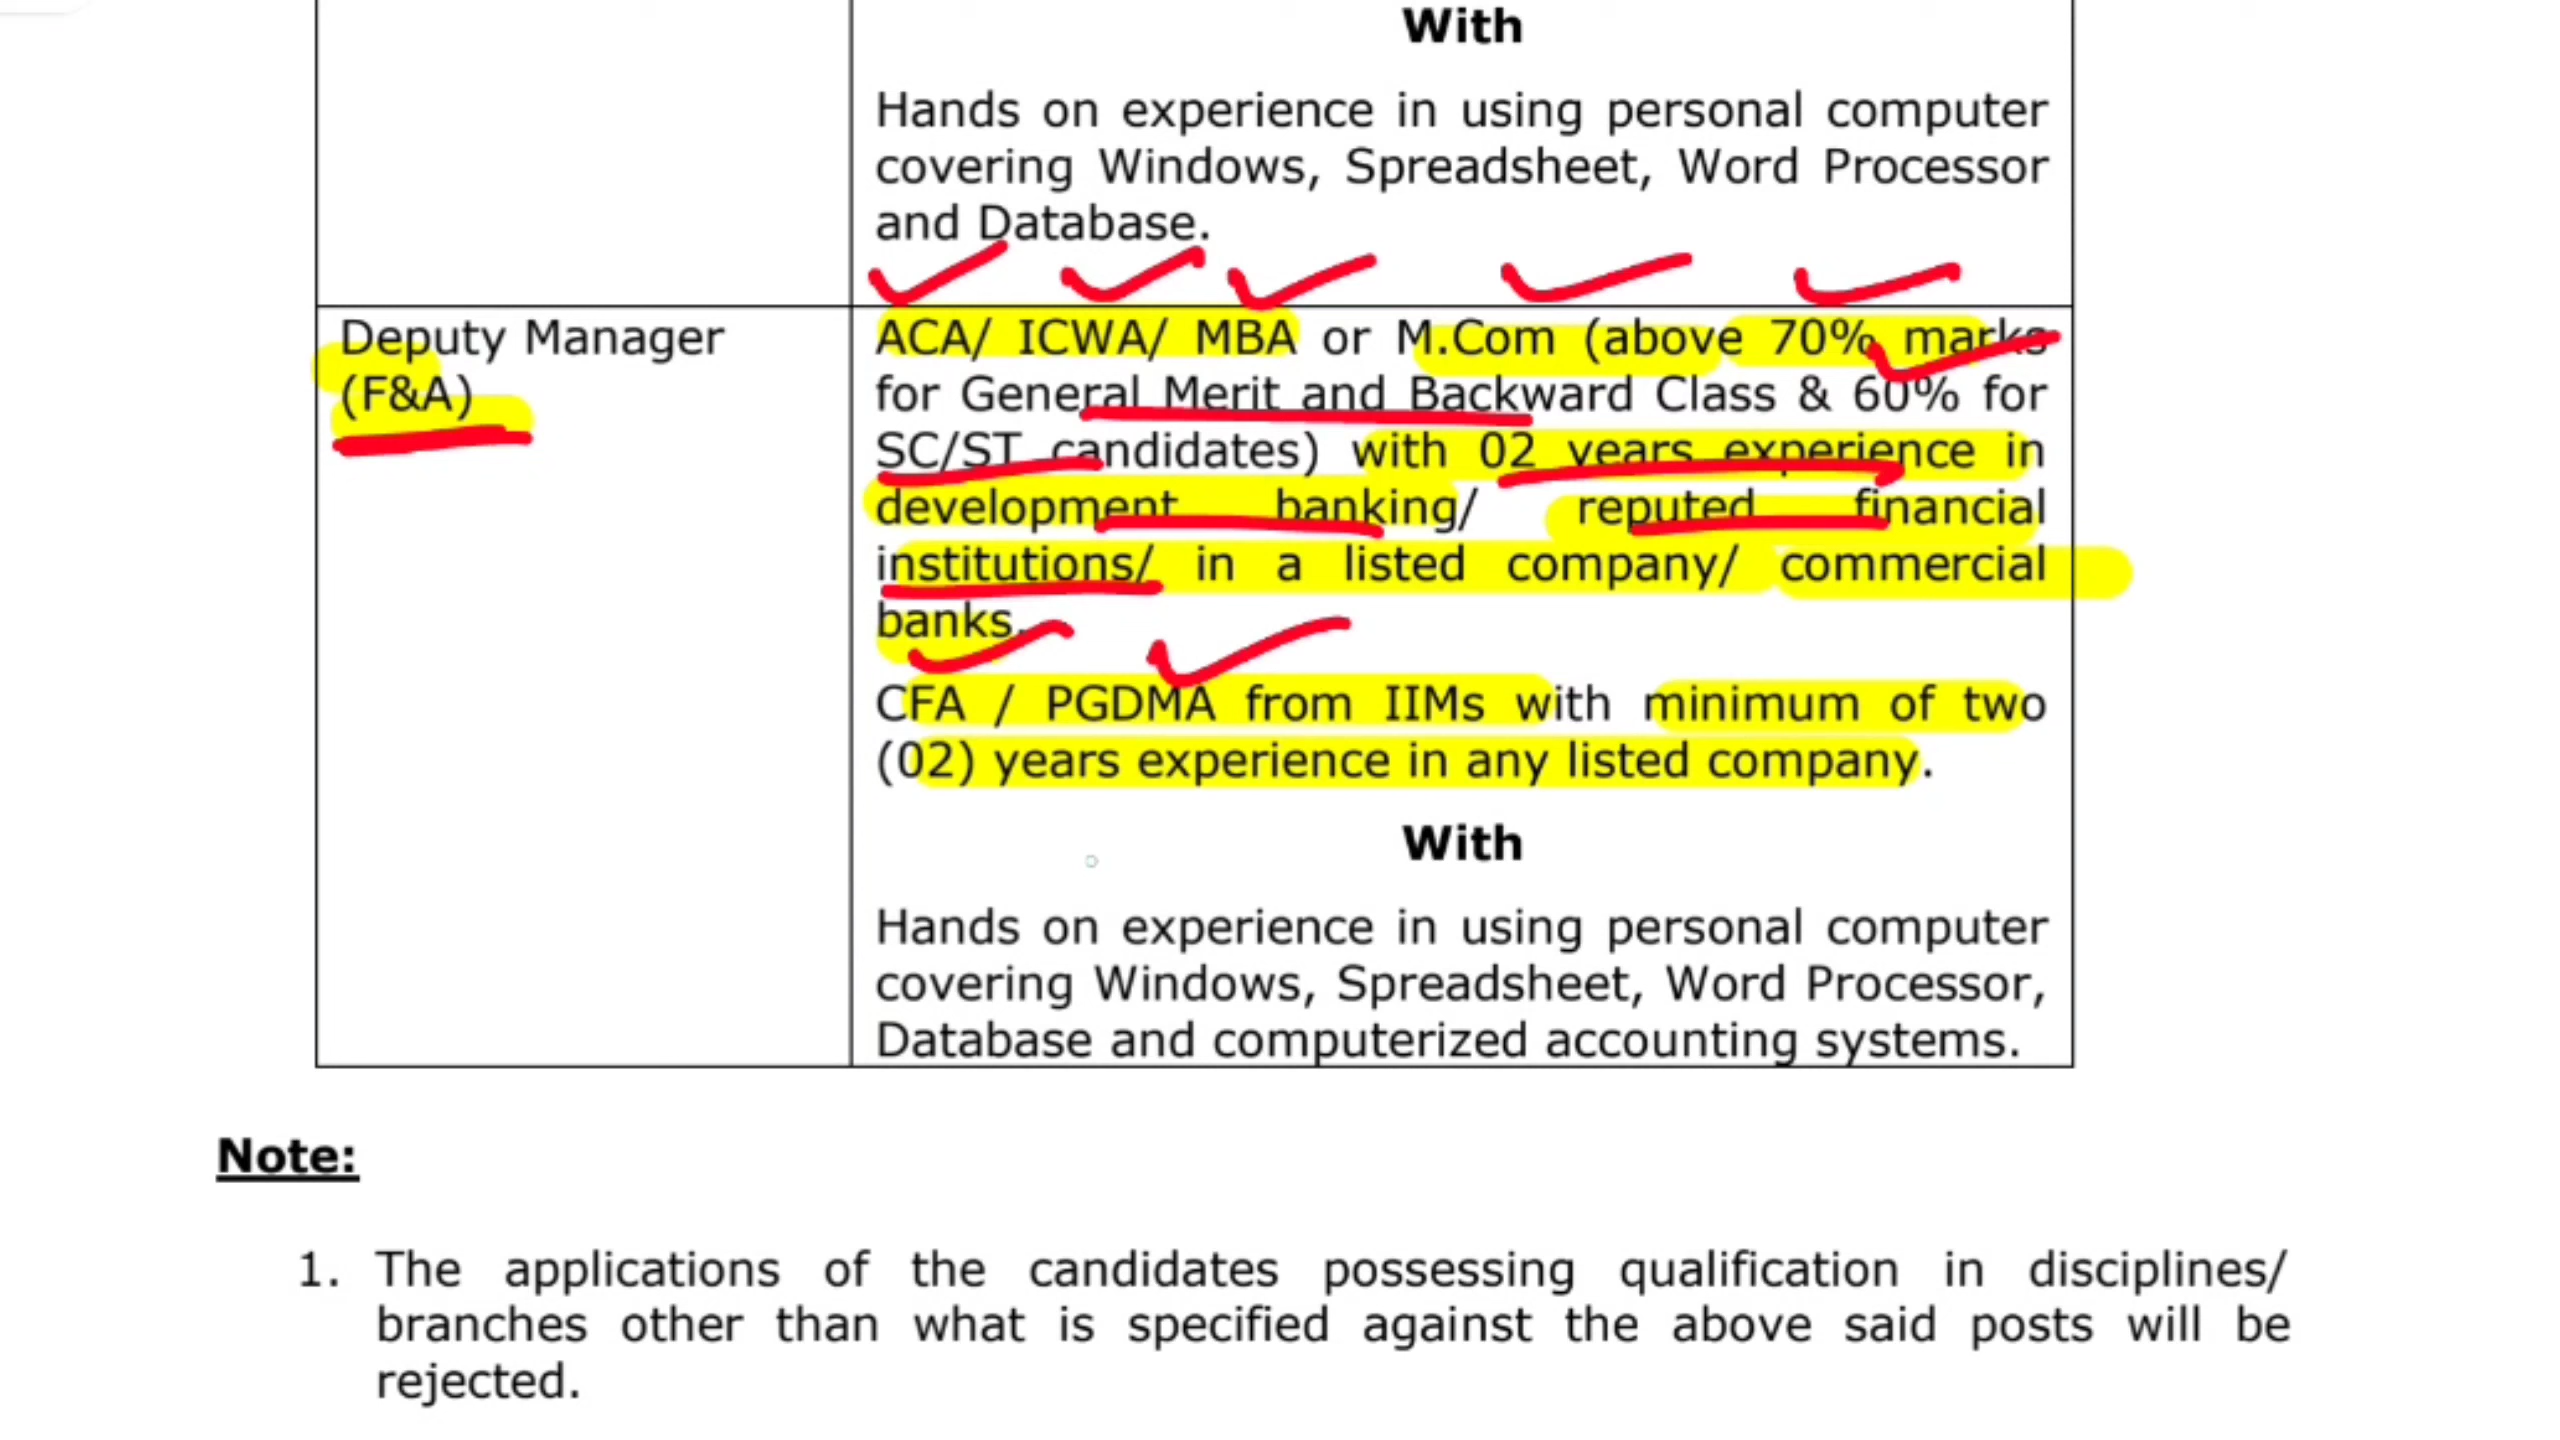 With
Hands on experience in using personal computer
covering Windows, Spreadsheet, Word Processor
and Database.
Deputy Manager
(F&A)
ACA/ ICWA/ MBA or M.Com (above 70% marks
for General Merit and Backward Class & 60% for
SC/ST candidates) with 02 years experience in
development banking/ reputed financial
institutions/ in a listed company/ commercial
banks.
CFA / PGDMA from IIMs with minimum of two
(02) years experience in any listed company.
With
Hands on experience in using personal computer
covering Windows, Spreadsheet, Word Processor,
Database and computerized accounting systems.
Note:
1. The applications of the candidates possessing qualification in disciplines/
branches other than what is specified against the above said posts will be
rejected.